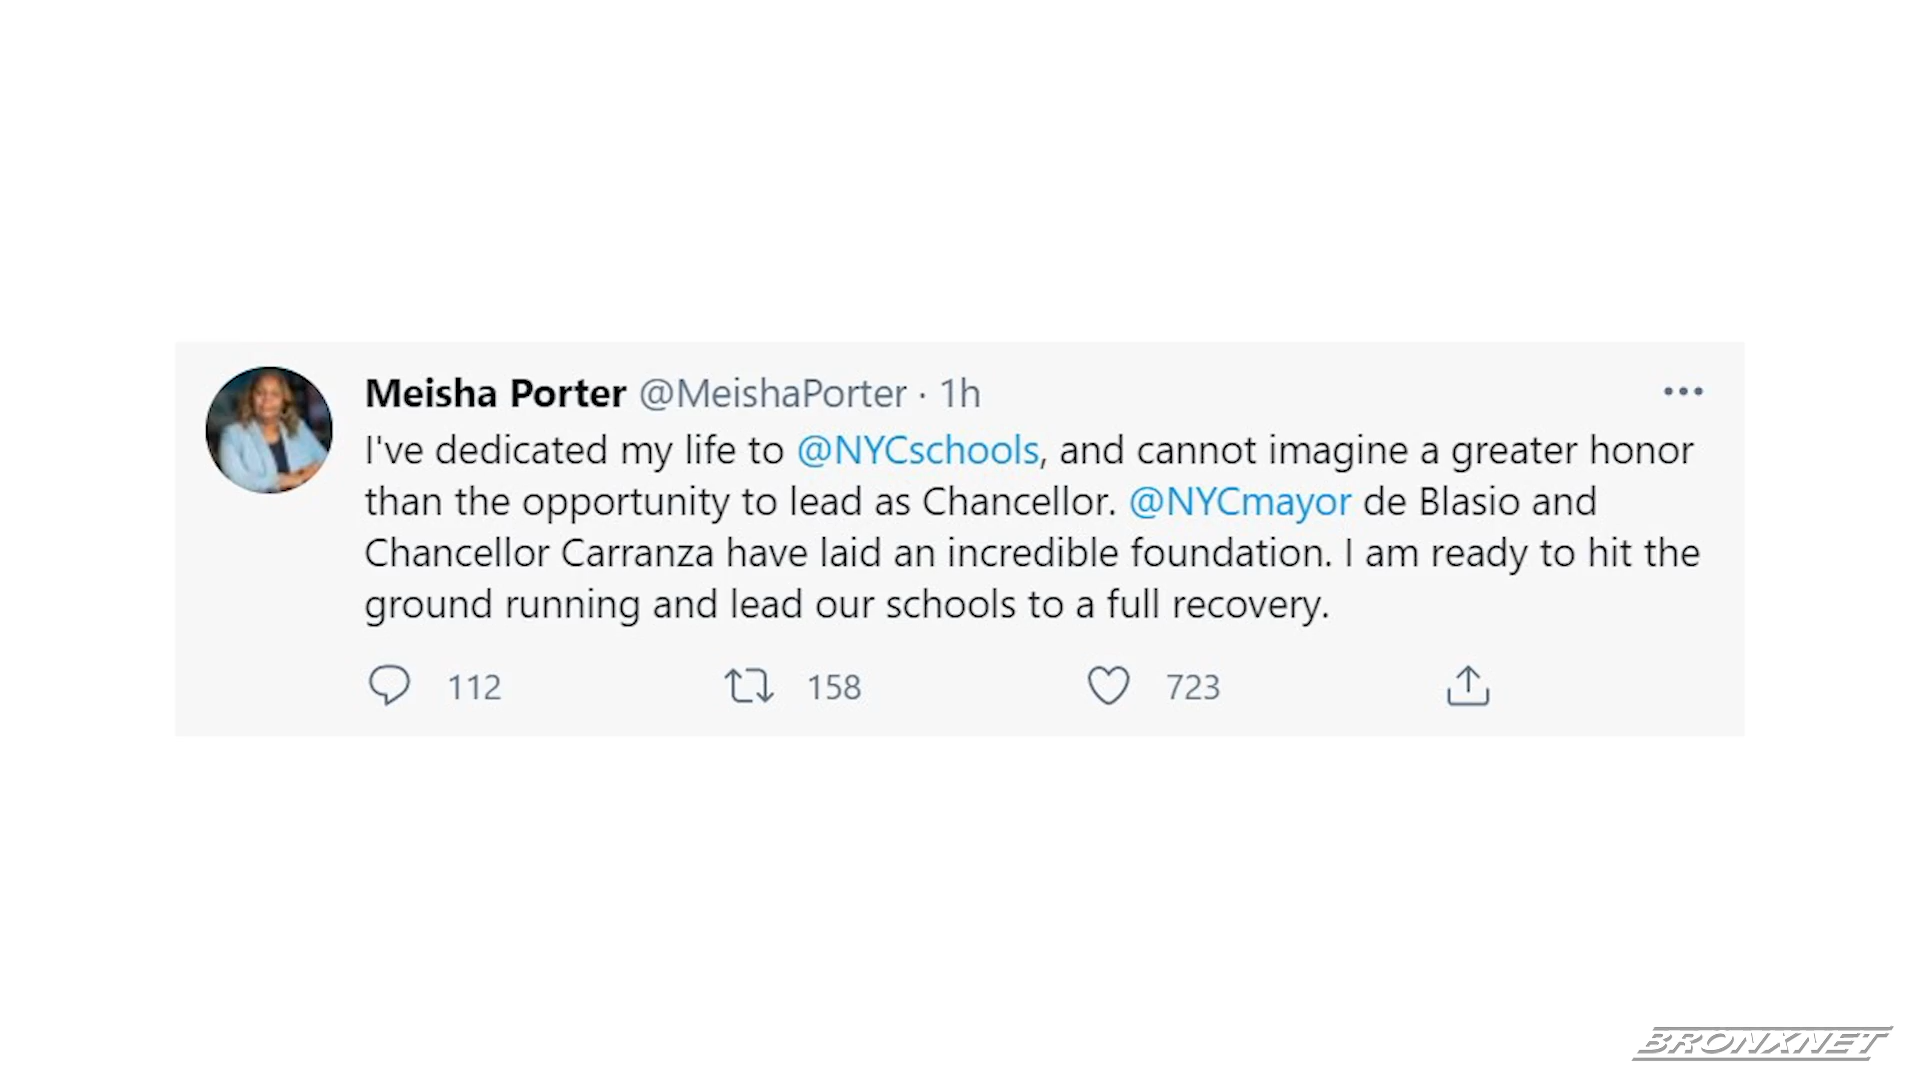 Meisha Porter @MeishaPorter · 1h
I've dedicated my life to @NYCschools, and cannot imagine a greater honor
than the opportunity to lead as Chancellor. @NYCmayor de Blasio and
Chancellor Carranza have laid an incredible foundation. I am ready to hit the
ground running and lead our schools to a full recovery.
112 158 723
BRONXNET